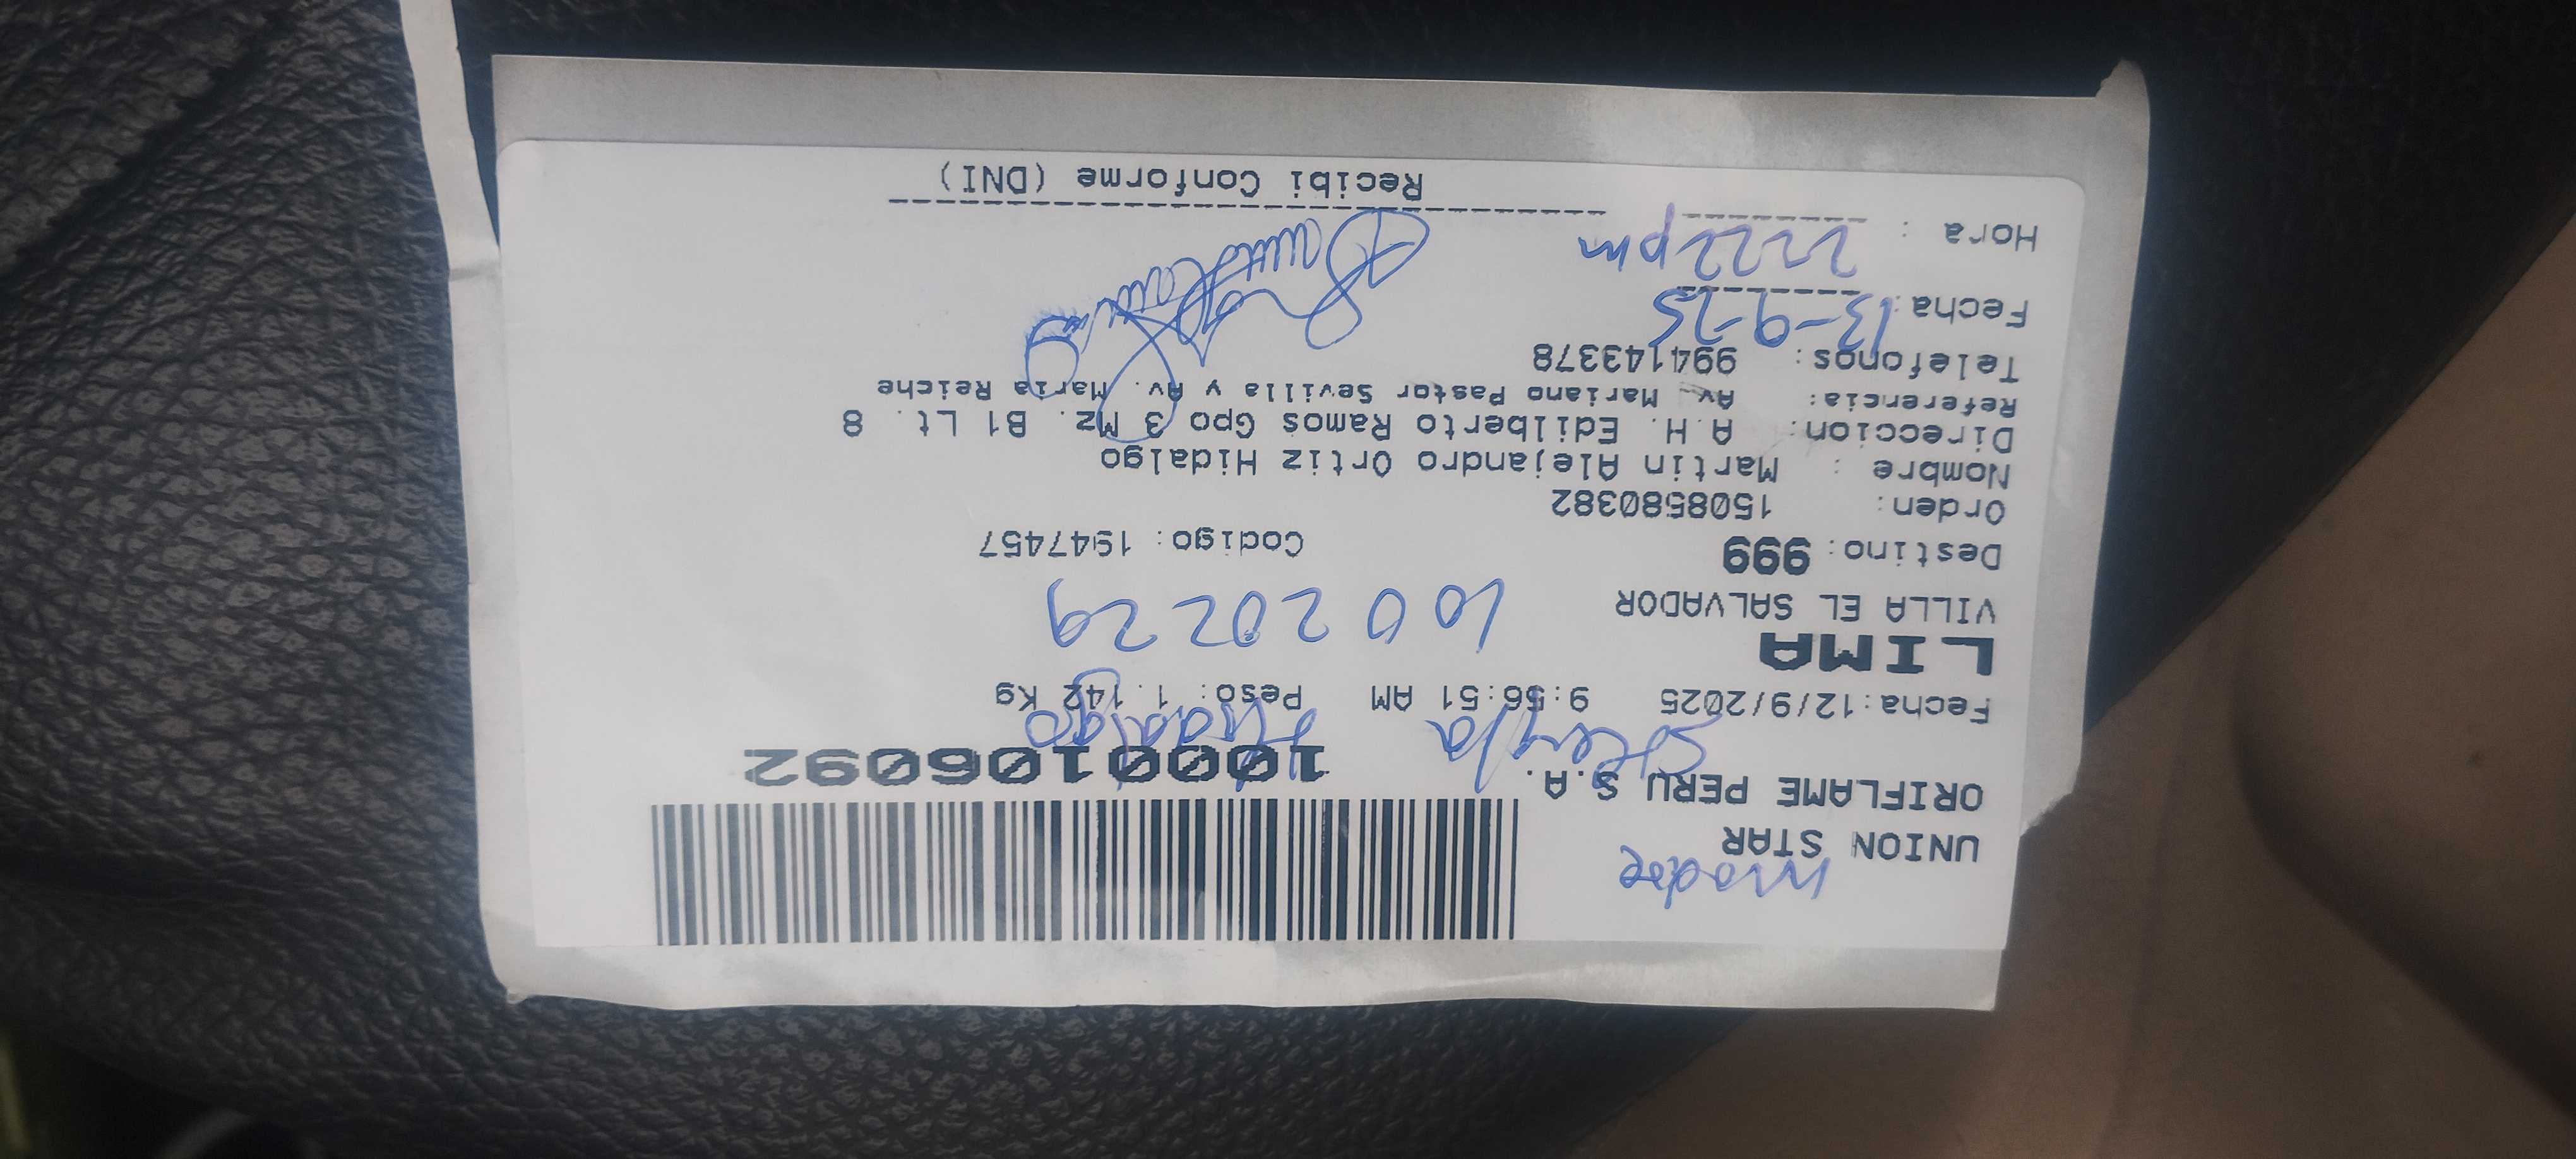 madre
UNION STAR
ORIFLAME PERU S.A.
1000106092
Hidalgo
Fecha:12/9/2025 9:56:51 AM Peso: 1.142 Kg
LIMA
VILLA EL SALVADOR
10020229
Destino: 999 Codigo: 1947457
Orden: 1508580382
Nombre : Martin Alejandro Ortiz Hidalgo
Direccion: A.H. Edilberto Ramos Gpo 3 Mz. B1 Lt. 8
Referencia: Av. Mariano Pastor Sevilla y Av. Maria Reiche
Telefonos: 994143378
Fecha: 13-9-25
Hora : 2:22pm
Recibi Conforme (DNI)